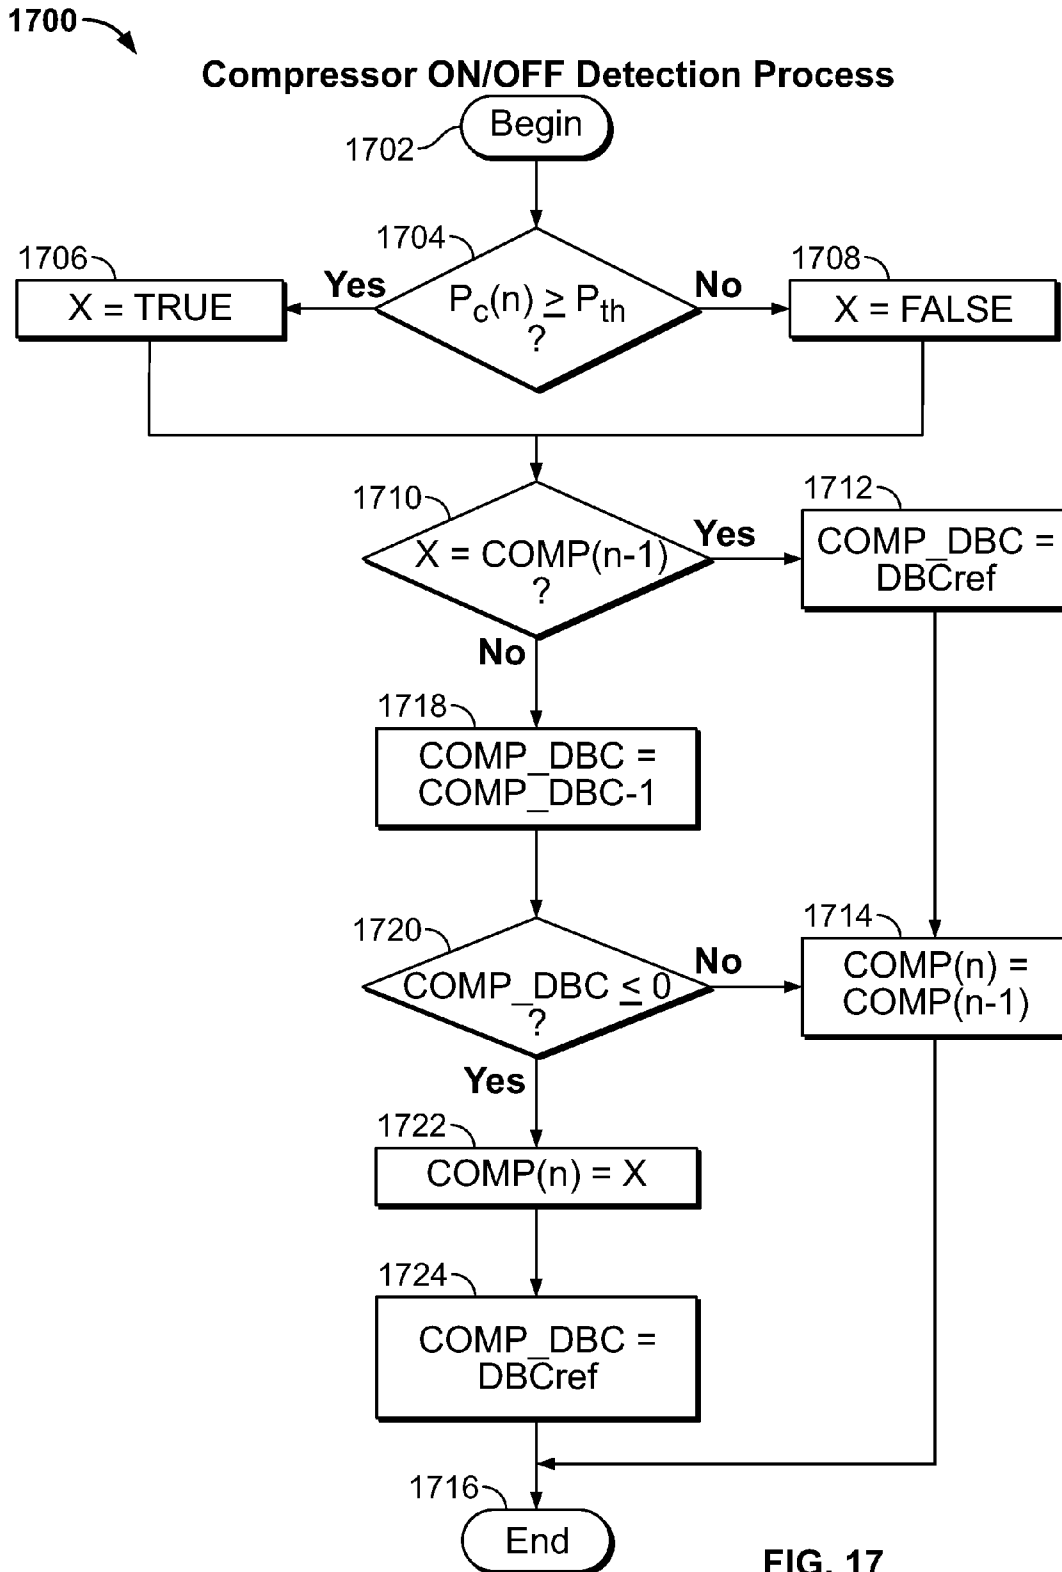 1700
Compressor ON/OFF Detection Process
Begin
1702
1704
P_c(n) ≥ P_th
?
Yes
No
1706
X = TRUE
1708
X = FALSE
1710
X = COMP(n-1)
?
Yes
No
1712
COMP_DBC =
DBCref
1718
COMP_DBC =
COMP_DBC-1
1720
COMP_DBC ≤ 0
?
No
Yes
1714
COMP(n) =
COMP(n-1)
1722
COMP(n) = X
1724
COMP_DBC =
DBCref
1716
End
FIG. 17